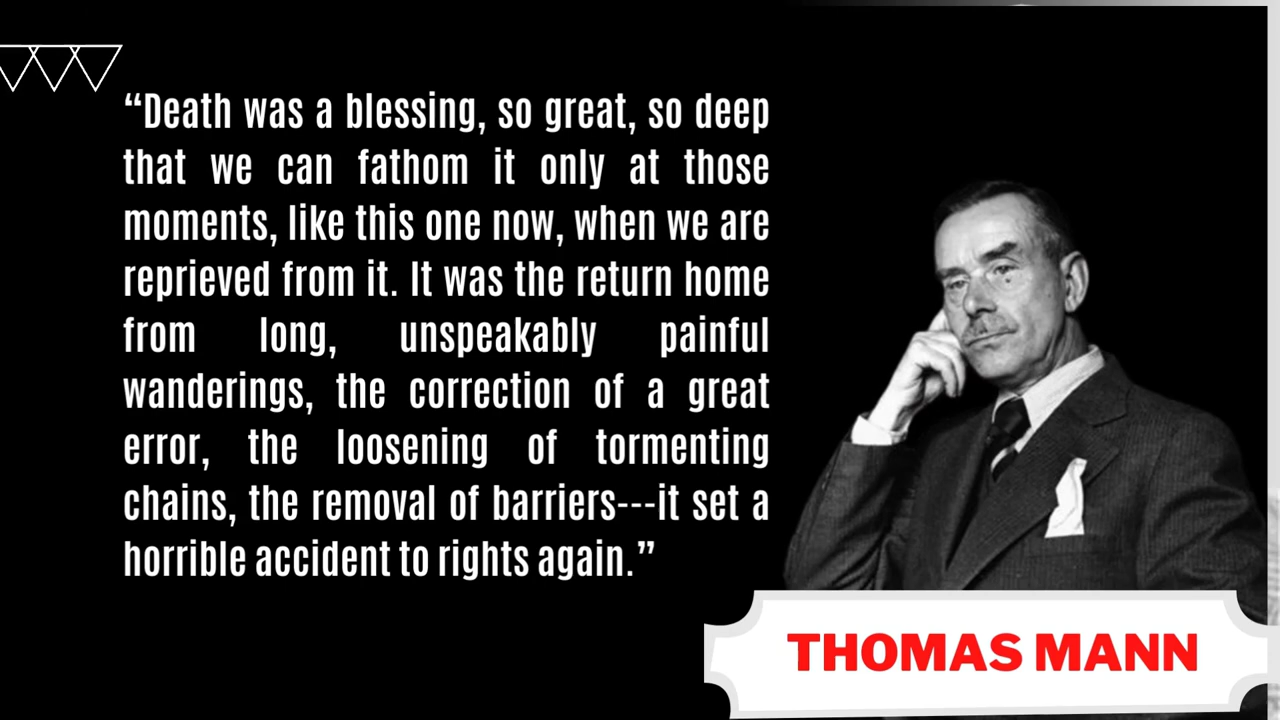 “Death was a blessing, so great, so deep
that we can fathom it only at those
moments, like this one now, when we are
reprieved from it. It was the return home
from long, unspeakably painful
wanderings, the correction of a great
error, the loosening of tormenting
chains, the removal of barriers---it set a
horrible accident to rights again.”
THOMAS MANN